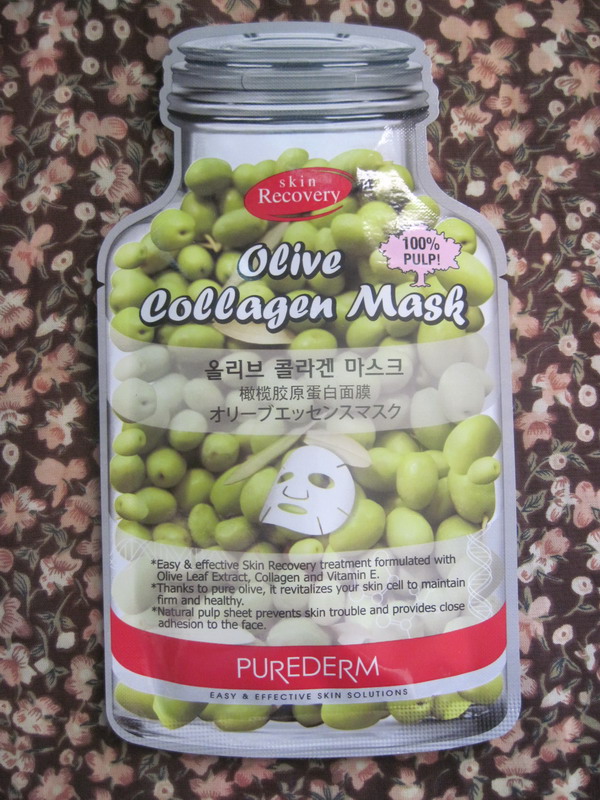 skin
Recovery
100%
PULP!
Olive
Collagen Mask
올리브 콜라겐 마스크
橄榄胶原蛋白面膜
オリーブエッセンスマスク
*Easy & effective Skin Recovery treatment formulated with
Olive Leaf Extract, Collagen and Vitamin E.
*Thanks to pure olive, it revitalizes your skin cell to maintain
firm and healthy.
*Natural pulp sheet prevents skin trouble and provides close
adhesion to the face.
PUREDERM
EASY & EFFECTIVE SKIN SOLUTIONS